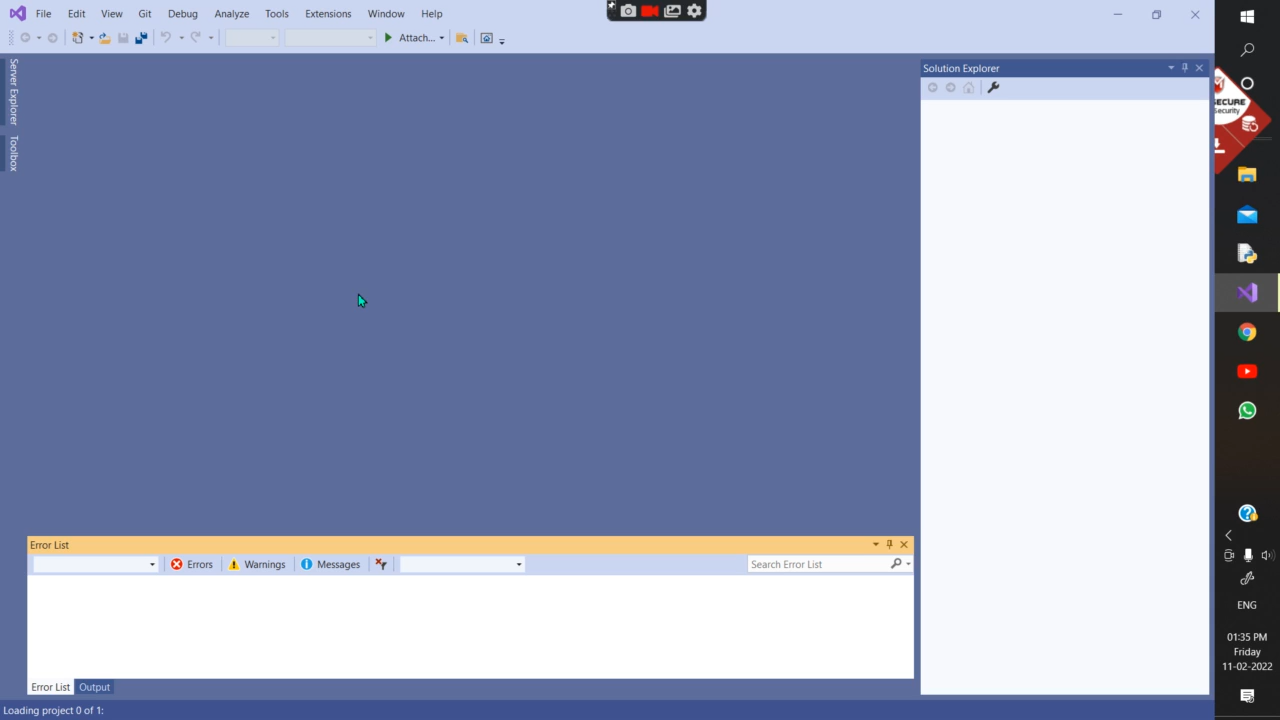 File Edit View Git Debug Analyze Tools Extensions Window Help
Attach...
Server Explorer
Toolbox
Solution Explorer
ECURE
Security
Error List
Errors Warnings Messages Search Error List
Error List Output
Loading project 0 of 1:
ENG
01:35 PM
Friday
11-02-2022